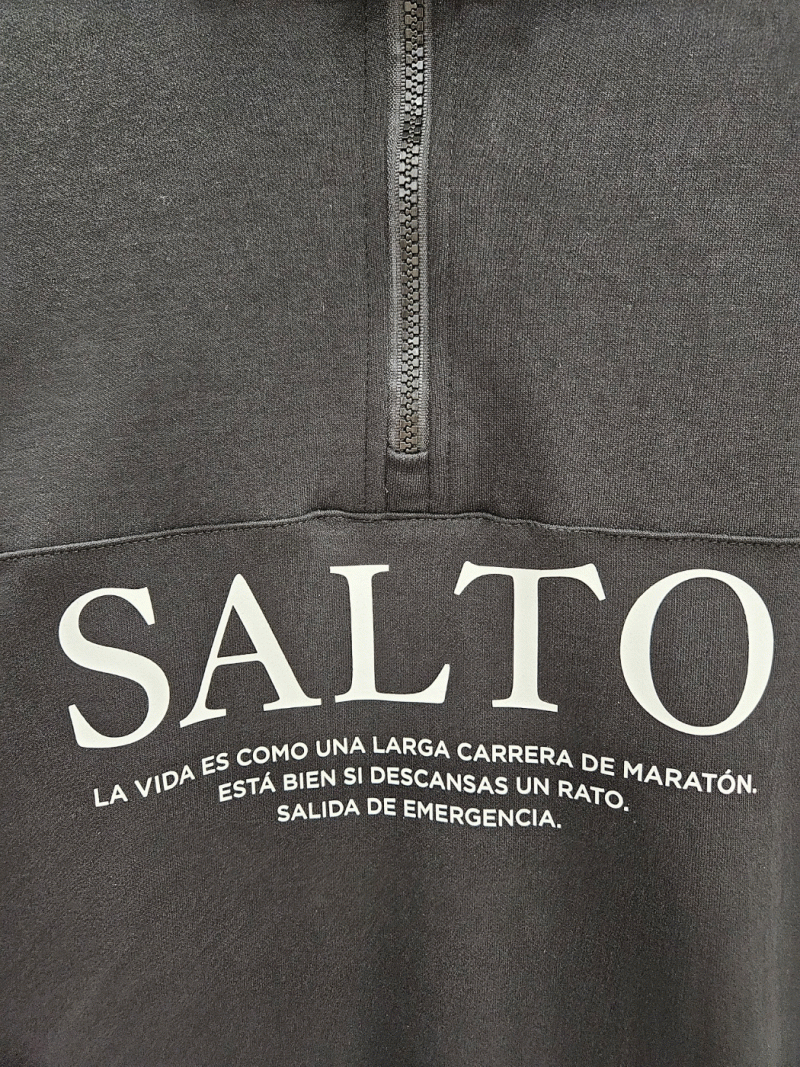 SALTO
LA VIDA ES COMO UNA LARGA CARRERA DE MARATÓN.
ESTÁ BIEN SI DESCANSAS UN RATO.
SALIDA DE EMERGENCIA.